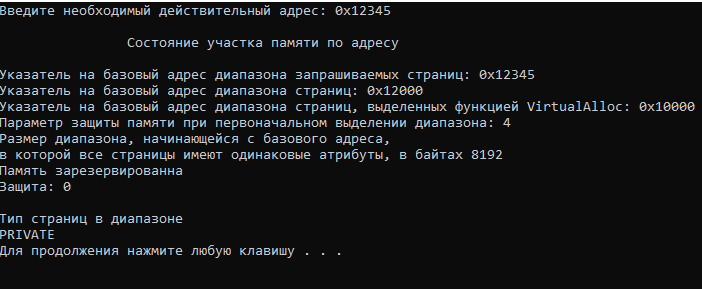 Введите необходимый действительный адрес: 0x12345
Состояние участка памяти по адресу
Указатель на базовый адрес диапазона запрашиваемых страниц: 0x12345
Указатель на базовый адрес диапазона страниц: 0x12000
Указатель на базовый адрес диапазона страниц, выделенных функцией VirtualAlloc: 0x10000
Параметр защиты памяти при первоначальном выделении диапазона: 4
Размер диапазона, начинающейся с базового адреса,
в которой все страницы имеют одинаковые атрибуты, в байтах 8192
Память зарезервированна
Защита: 0
Тип страниц в диапазоне
PRIVATE
Для продолжения нажмите любую клавишу . . .